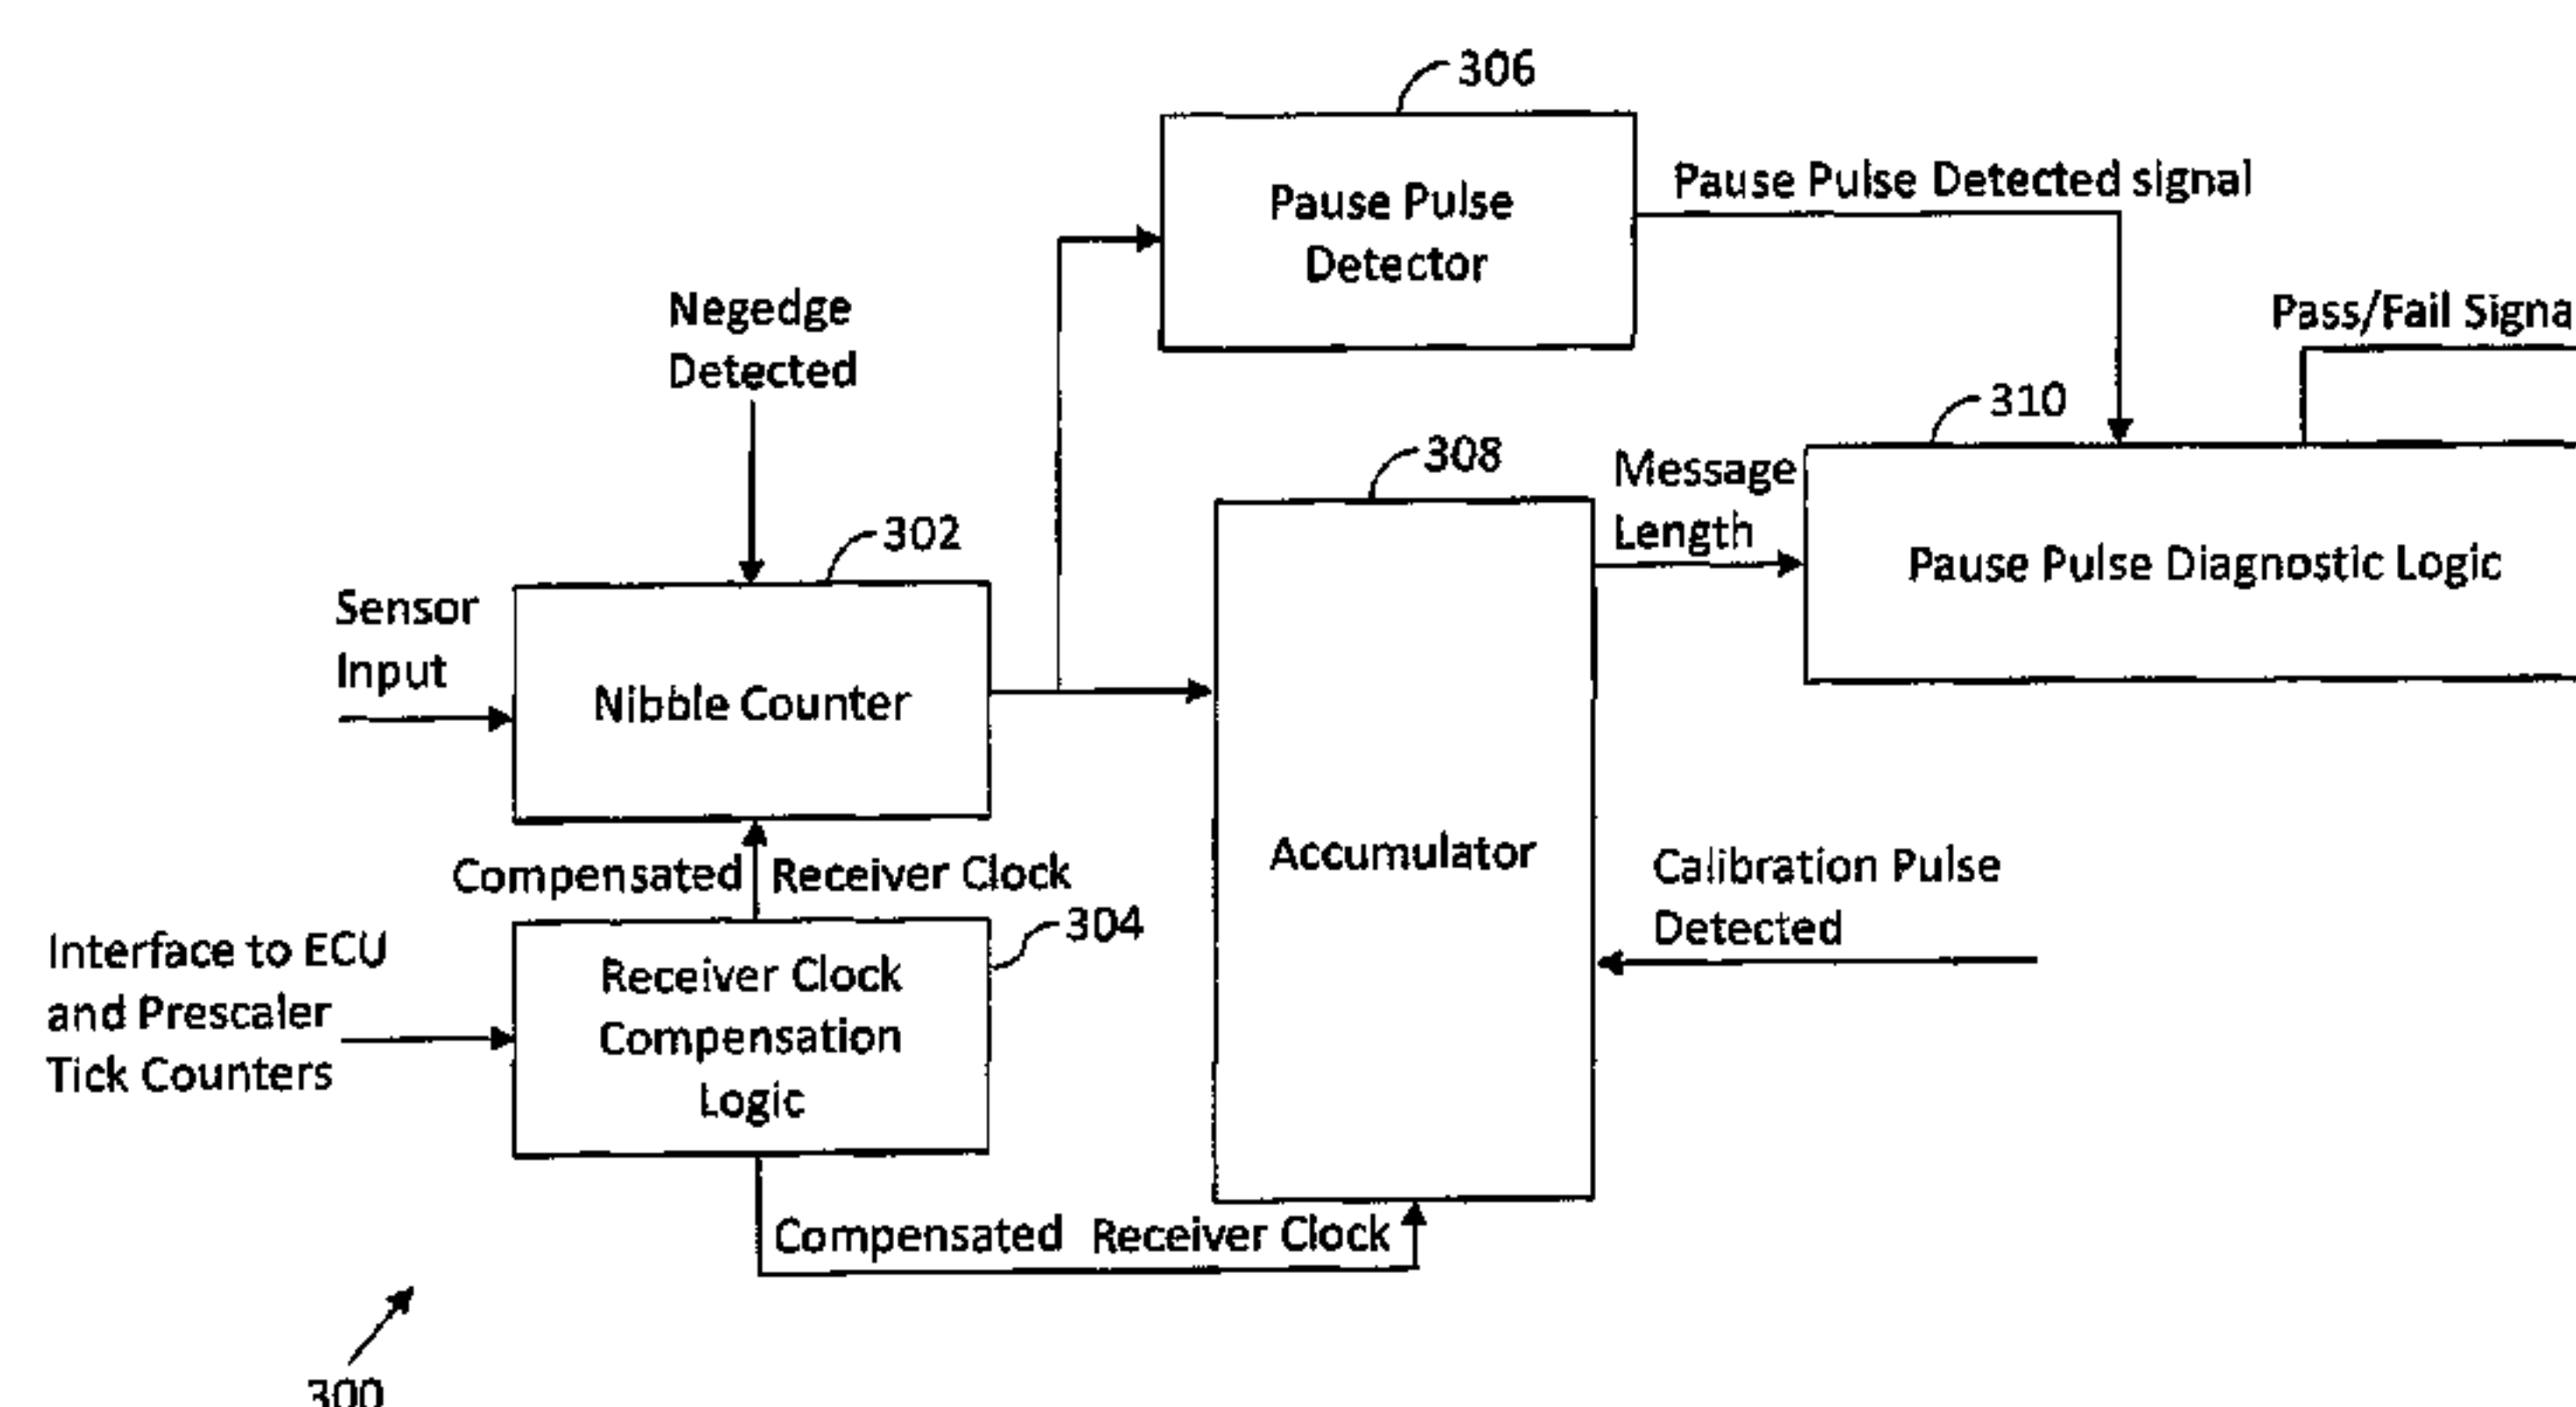 306
Pause Pulse
Detector
Pause Pulse Detected signal
Negedge
Detected
Pass/Fail Signa
310
308
Message
Length
Pause Pulse Diagnostic Logic
302
Sensor
Input
Nibble Counter
Accumulator
Calibration Pulse
Detected
Compensated Receiver Clock
304
Interface to ECU
and Prescaler
Tick Counters
Receiver Clock
Compensation
Logic
Compensated Receiver Clock
300